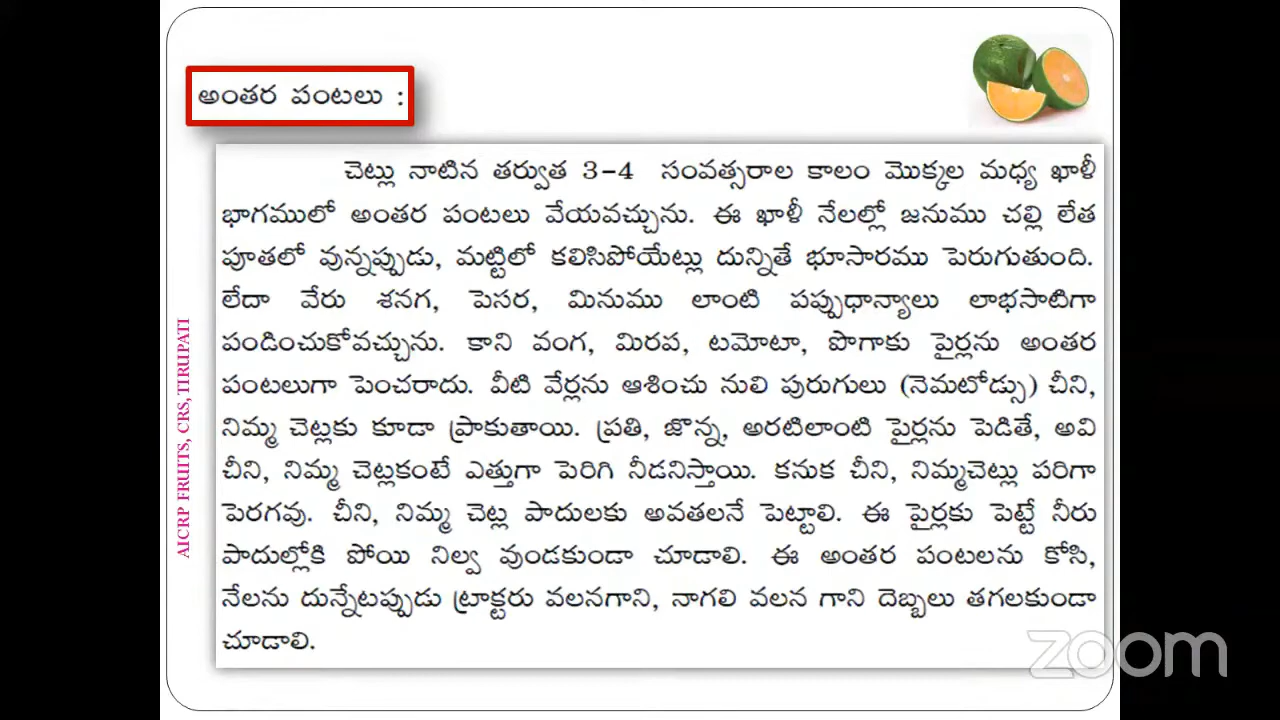 అంతర పంటలు :
చెట్లు నాటిన తర్వుత 3-4 సంవత్సరాల కాలం మొక్కల మధ్య ఖాళీ
భాగములో అంతర పంటలు వేయవచ్చును. ఈ ఖాళీ నేలల్లో జనుము చల్లి లేత
పూతలో వున్నప్పుడు, మట్టిలో కలిసిపోయేట్లు దున్నితే భూసారము పెరుగుతుంది.
లేదా వేరు శనగ, పెసర, మినుము లాంటి పప్పుధాన్యాలు లాభసాటిగా
పండించుకోవచ్చును. కాని వంగ, మిరప, టమోటా, పొగాకు పైర్లను అంతర
పంటలుగా పెంచరాదు. వీటి వేర్లను ఆశించు నులి పురుగులు (నెమటోడ్సు) చీని,
నిమ్మ చెట్లకు కూడా ప్రాకుతాయి. ప్రతి, జొన్న, అరటిలాంటి పైర్లను పెడితే, అవి
చీని, నిమ్మ చెట్లకంటే ఎత్తుగా పెరిగి నీడనిస్తాయి. కనుక చీని, నిమ్మచెట్లు పరిగా
పెరగవు. చీని, నిమ్మ చెట్ల పాదులకు అవతలనే పెట్టాలి. ఈ పైర్లకు పెట్టే నీరు
పాదుల్లోకి పోయి నిల్వ వుండకుండా చూడాలి. ఈ అంతర పంటలను కోసి,
నేలను దున్నేటప్పుడు ట్రాక్టరు వలనగాని, నాగలి వలన గాని దెబ్బలు తగలకుండా
చూడాలి.
AICRP FRUITS, CRS, TIRUPATI
zoom